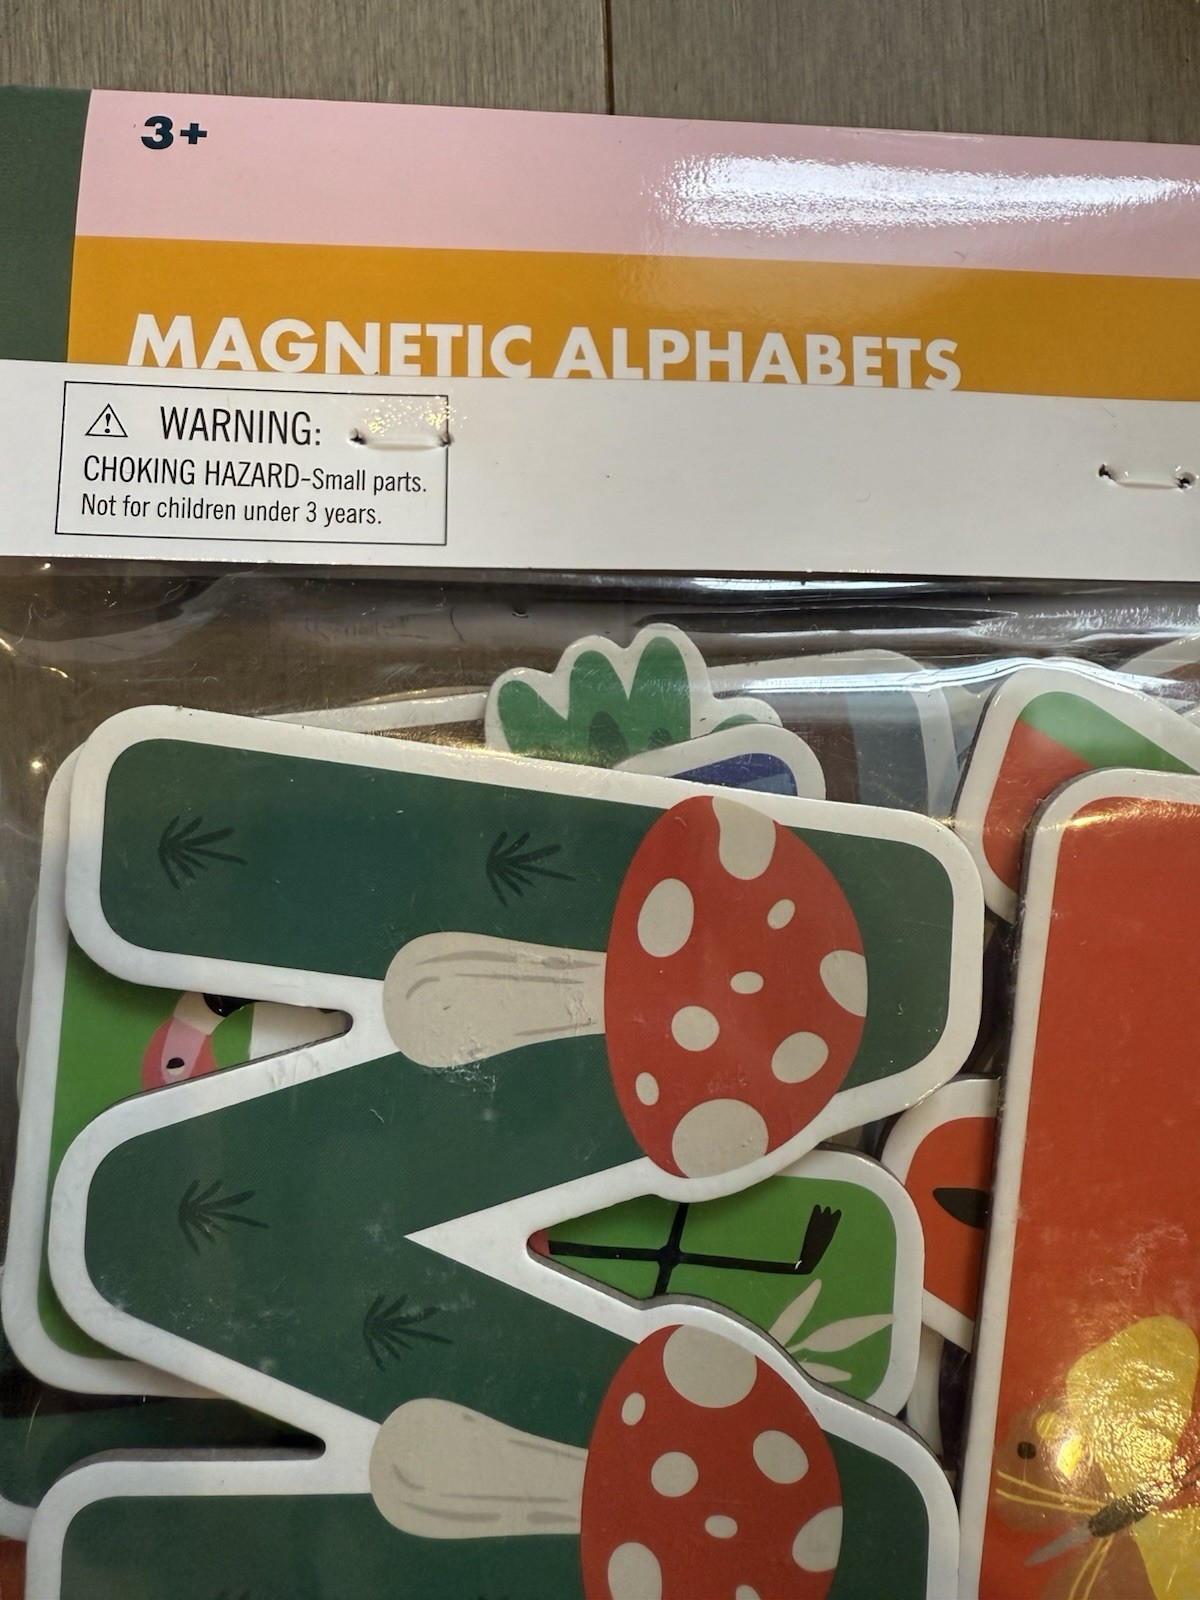 3+
MAGNETIC ALPHABETS
WARNING:
CHOKING HAZARD-Small parts.
Not for children under 3 years.
M